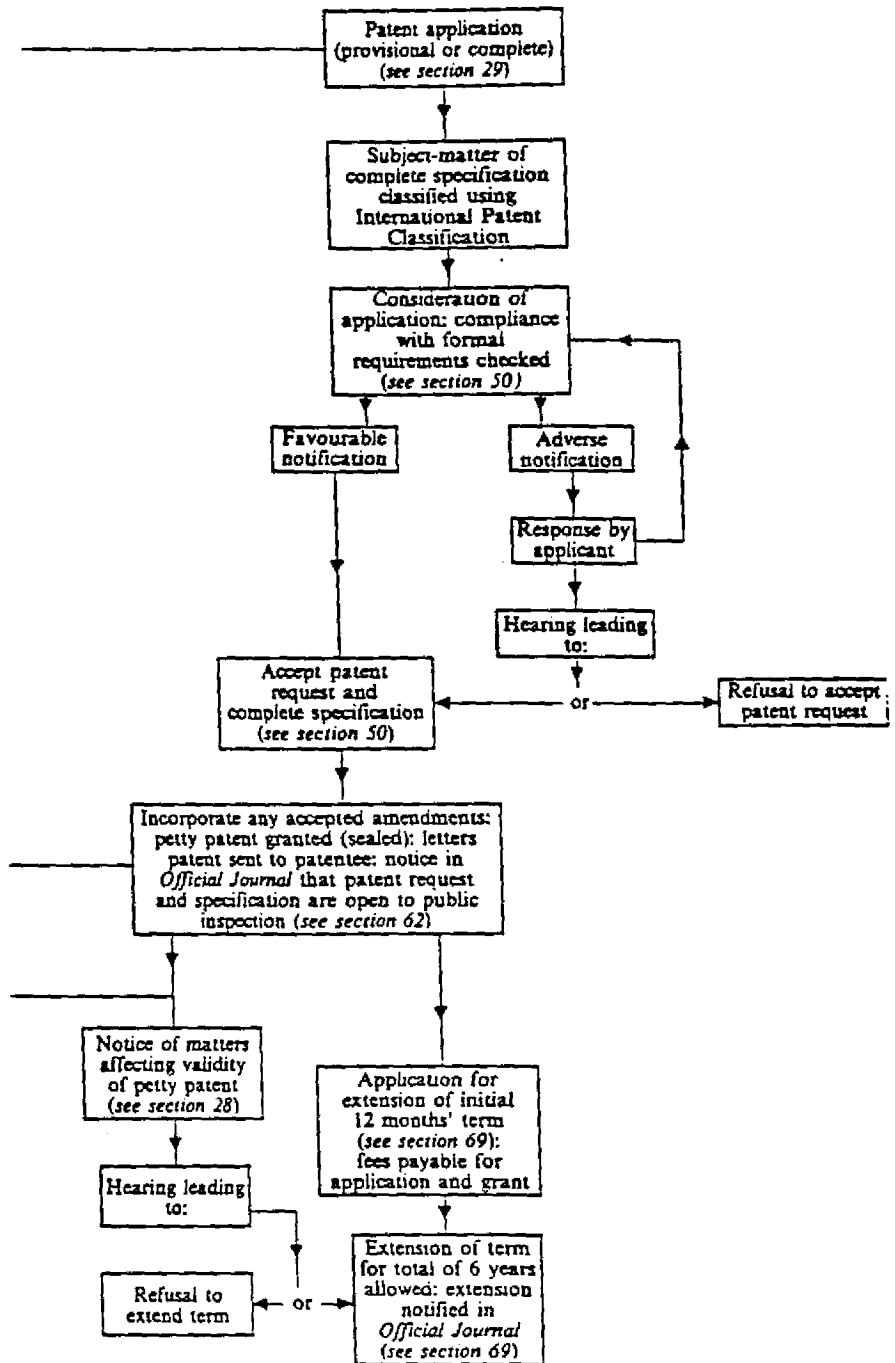 Patent application
(provisional or complete)
(see section 29)
Subject-matter of
complete specification
classified using
International Patent
Classification
Consideration of
application: compliance
with formal
requirements checked
(see section 50)
Favourable
notification
Adverse
notification
Response by
applicant
Hearing leading
to:
Accept patent
request and
complete specification
(see section 50)
or
Refusal to accept
patent request
Incorporate any accepted amendments:
petty patent granted (sealed): letters
patent sent to patentee: notice in
Official Journal that patent request
and specification are open to public
inspection (see section 62)
Notice of matters
affecting validity
of petty patent
(see section 28)
Application for
extension of initial
12 months' term
(see section 69):
fees payable for
application and grant
Hearing leading
to:
Refusal to
extend term
or
Extension of term
for total of 6 years
allowed: extension
notified in
Official Journal
(see section 69)